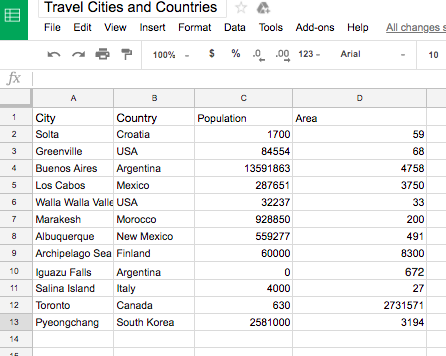 Travel Cities and Countries
File Edit View Insert Format Data Tools Add-ons Help All changes s
100% $ % .0 .00 123 Arial 10
fx
A B C D
1 City Country Population Area
2 Solta Croatia 1700 59
3 Greenville USA 84554 68
4 Buenos Aires Argentina 13591863 4758
5 Los Cabos Mexico 287651 3750
6 Walla Walla Valle USA 32237 33
7 Marakesh Morocco 928850 200
8 Albuquerque New Mexico 559277 491
9 Archipelago Sea Finland 60000 8300
10 Iguazu Falls Argentina 0 672
11 Salina Island Italy 4000 27
12 Toronto Canada 630 2731571
13 Pyeongchang South Korea 2581000 3194
14
15